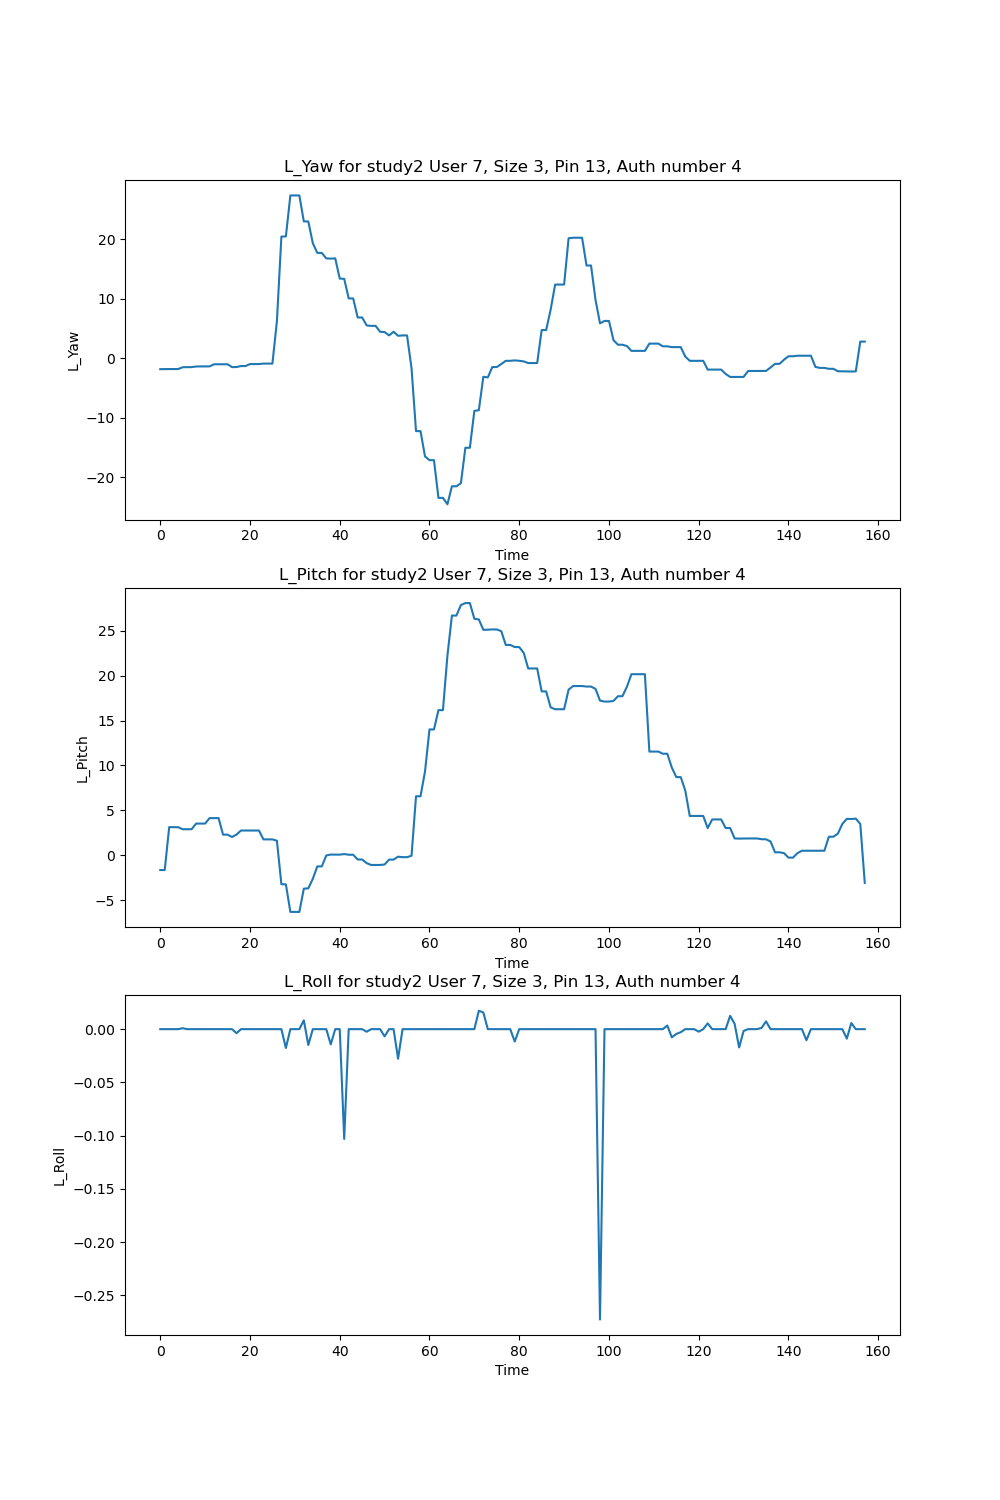 L_Yaw for study2 User 7, Size 3, Pin 13, Auth number 4
L_Yaw
20
10
0
−10
−20
0 20 40 60 80 100 120 140 160
Time
L_Pitch for study2 User 7, Size 3, Pin 13, Auth number 4
L_Pitch
25
20
15
10
5
0
−5
0 20 40 60 80 100 120 140 160
Time
L_Roll for study2 User 7, Size 3, Pin 13, Auth number 4
L_Roll
0.00
−0.05
−0.10
−0.15
−0.20
−0.25
0 20 40 60 80 100 120 140 160
Time